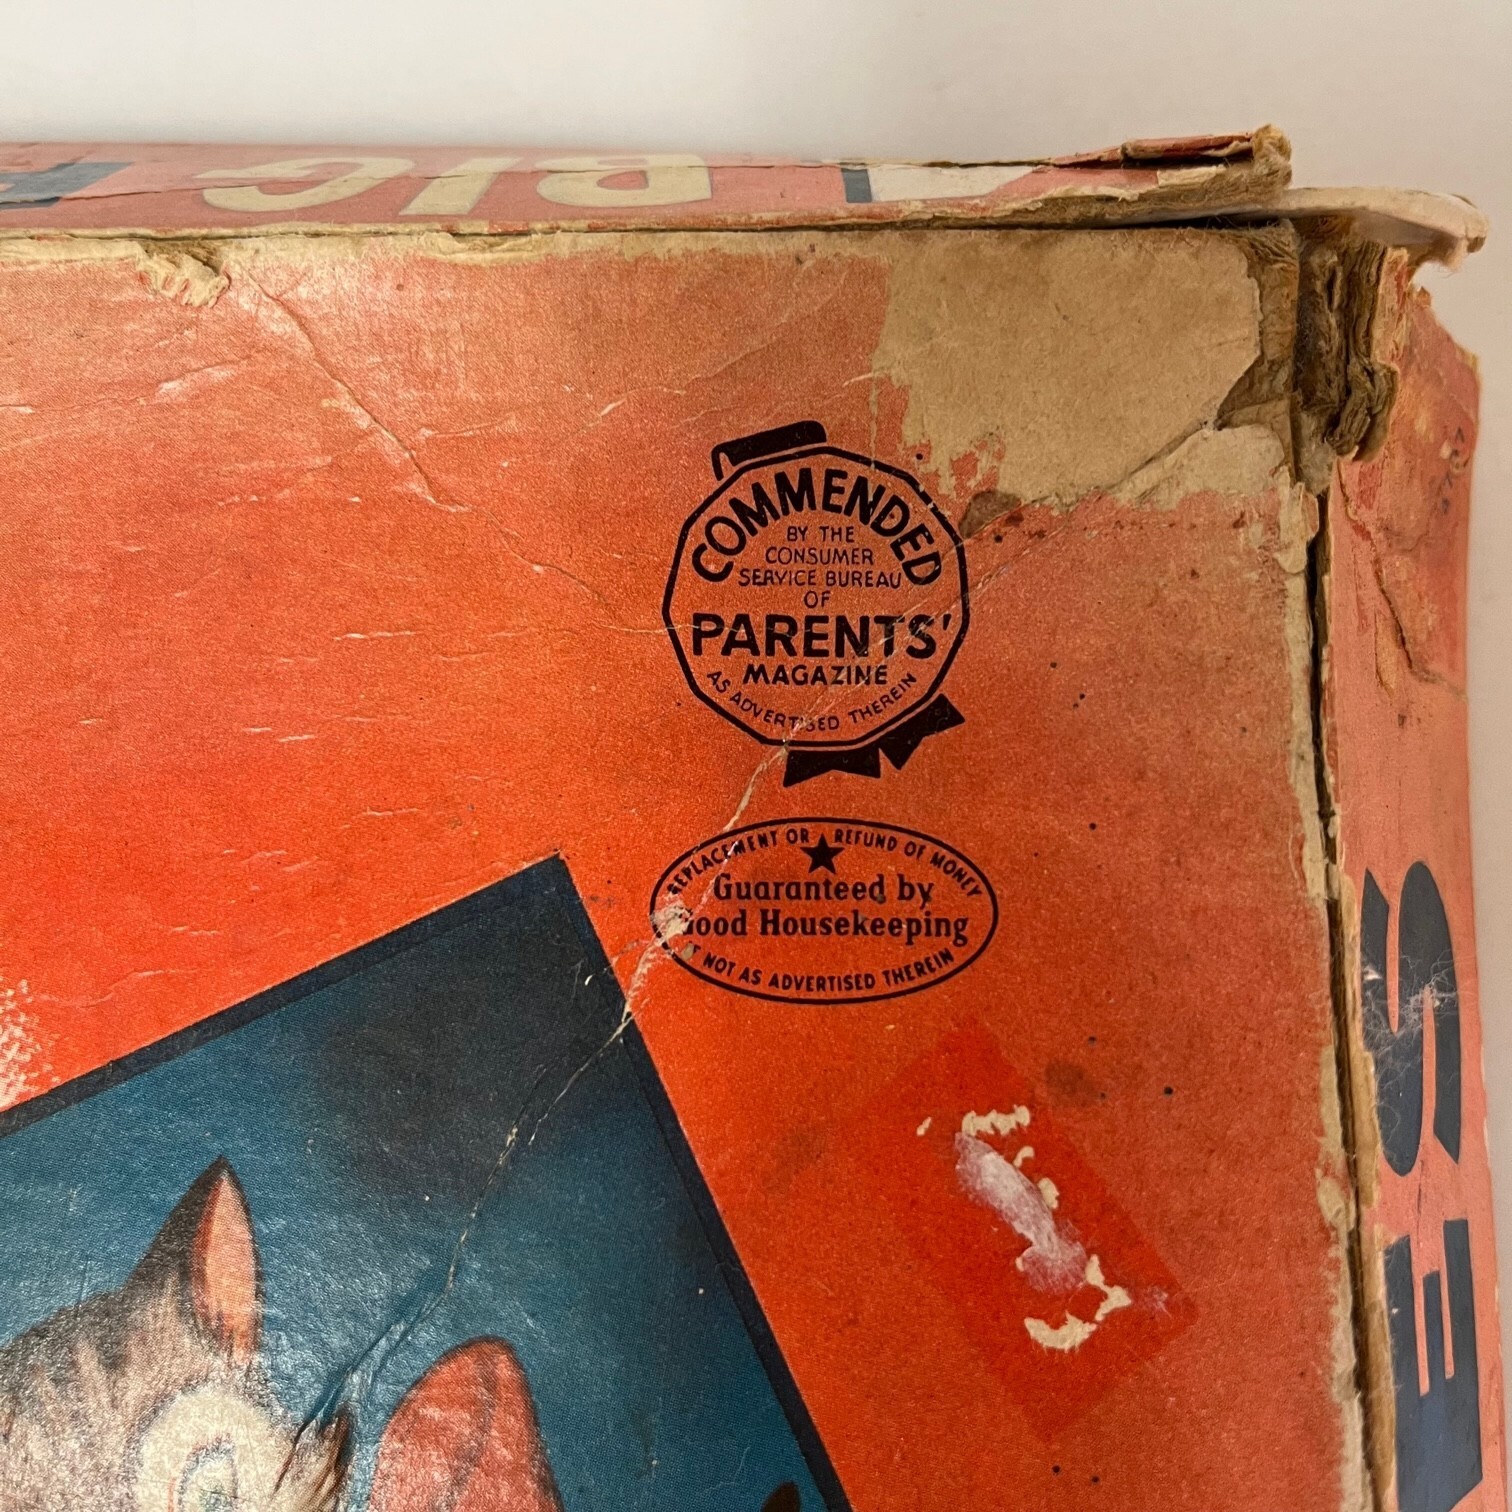 BIG
COMMENDED
BY THE
CONSUMER
SERVICE BUREAU
OF
PARENTS'
MAGAZINE
AS ADVERTISED THEREIN
REPLACEMENT OR REFUND OF MONEY
Guaranteed by
Good Housekeeping
IF NOT AS ADVERTISED THEREIN
ES